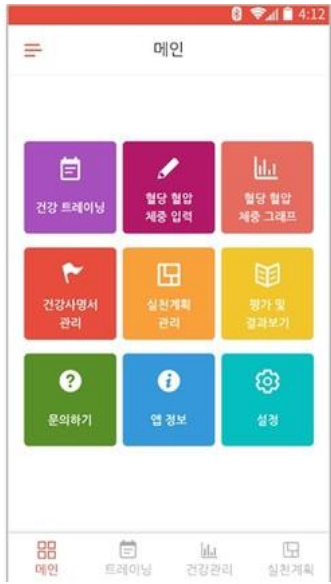 4:12
메인
건강 트레이닝
혈당 혈압
체중 입력
혈당 혈압
체중 그래프
건강사명서
관리
실천계획
관리
평가 및
결과보기
문의하기
앱 정보
설정
메인
트레이닝
건강관리
실천계획